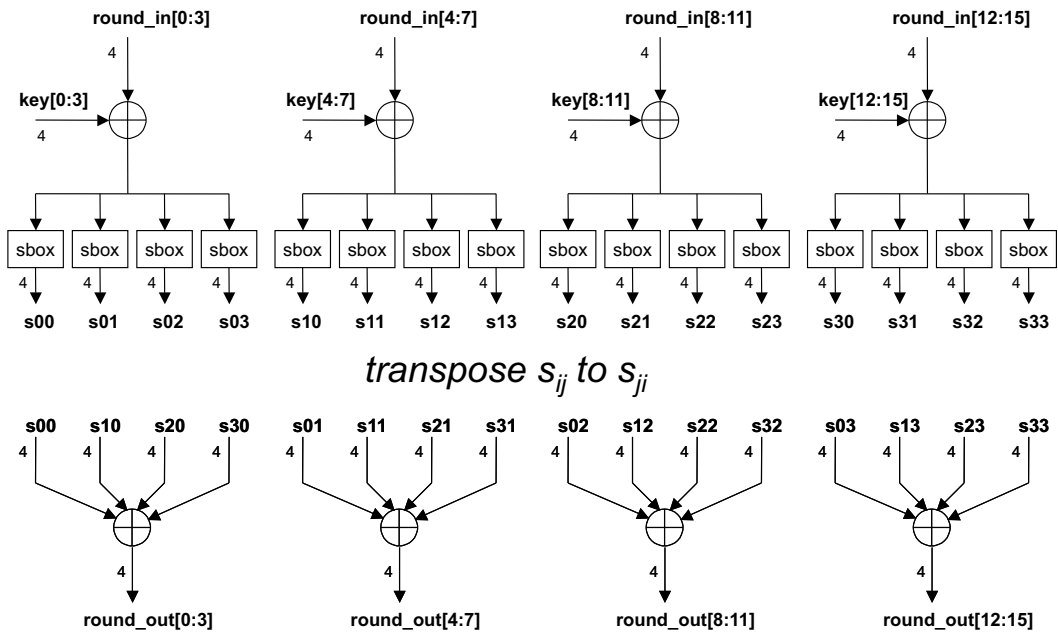 round_in[0:3] round_in[4:7] round_in[8:11] round_in[12:15]
4 4 4 4
key[0:3] key[4:7] key[8:11] key[12:15]
4 4 4 4
sbox sbox sbox sbox sbox sbox sbox sbox sbox sbox sbox sbox sbox sbox sbox sbox
4 4 4 4 4 4 4 4 4 4 4 4 4 4 4 4
s00 s01 s02 s03 s10 s11 s12 s13 s20 s21 s22 s23 s30 s31 s32 s33
transpose sij to sji
s00 s10 s20 s30 s01 s11 s21 s31 s02 s12 s22 s32 s03 s13 s23 s33
4 4 4 4 4 4 4 4 4 4 4 4 4 4 4 4
4 4 4 4
round_out[0:3] round_out[4:7] round_out[8:11] round_out[12:15]